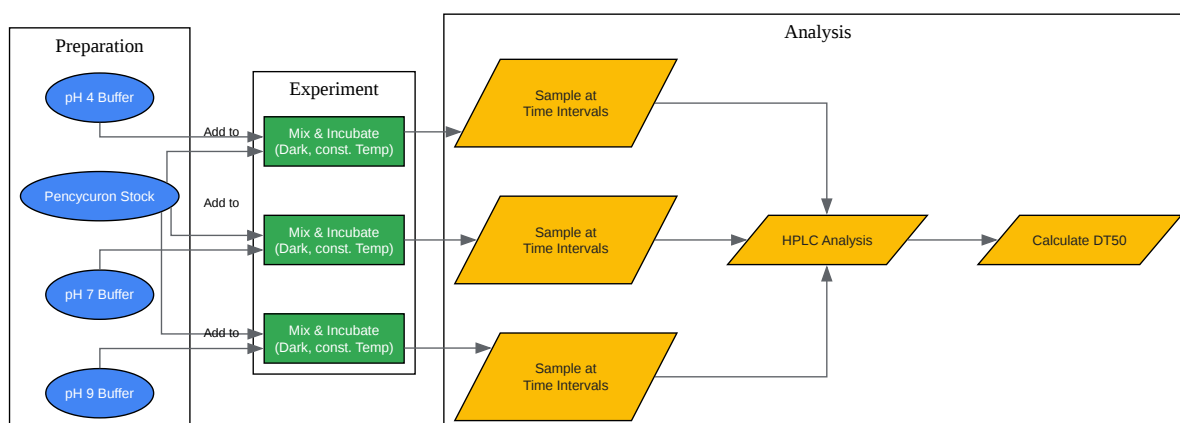 Preparation
pH 4 Buffer
Pencycuron Stock
pH 7 Buffer
pH 9 Buffer
Add to
Add to
Add to
Experiment
Mix & Incubate
(Dark, const. Temp)
Mix & Incubate
(Dark, const. Temp)
Mix & Incubate
(Dark, const. Temp)
Analysis
Sample at
Time Intervals
Sample at
Time Intervals
Sample at
Time Intervals
HPLC Analysis
Calculate DT50